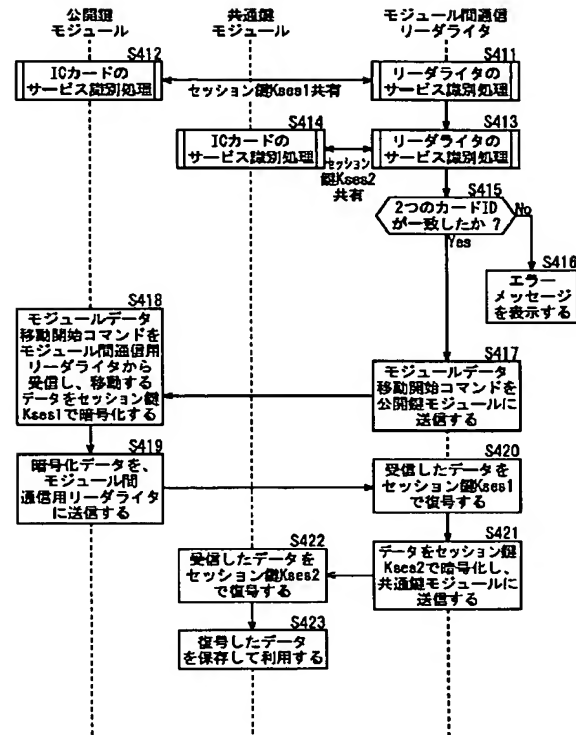 公開鍵
モジュール
共通鍵
モジュール
モジュール間通信
リーダライタ
S412
ICカードの
サービス識別処理
セッション鍵Kses1共有
S411
リーダライタの
サービス識別処理
S414
ICカードの
サービス識別処理
セッション
鍵Kses2
共有
S413
リーダライタの
サービス識別処理
S415
2つのカードID
が一致したか?
No
Yes
S416
エラー
メッセージ
を表示する
S418
モジュールデータ
移動開始コマンドを
モジュール間通信用
リーダライタから
受信し、移動する
データをセッション鍵
Kses1で暗号化する
S417
モジュールデータ
移動開始コマンドを
公開鍵モジュールに
送信する
S419
暗号化データを、
モジュール間
通信用リーダライタ
に送信する
S420
受信したデータを
セッション鍵Kses1
で復号する
S421
データをセッション鍵
Kses2で暗号化し、
共通鍵モジュールに
送信する
S422
受信したデータを
セッション鍵Kses2
で復号する
S423
復号したデータ
を保存して利用する